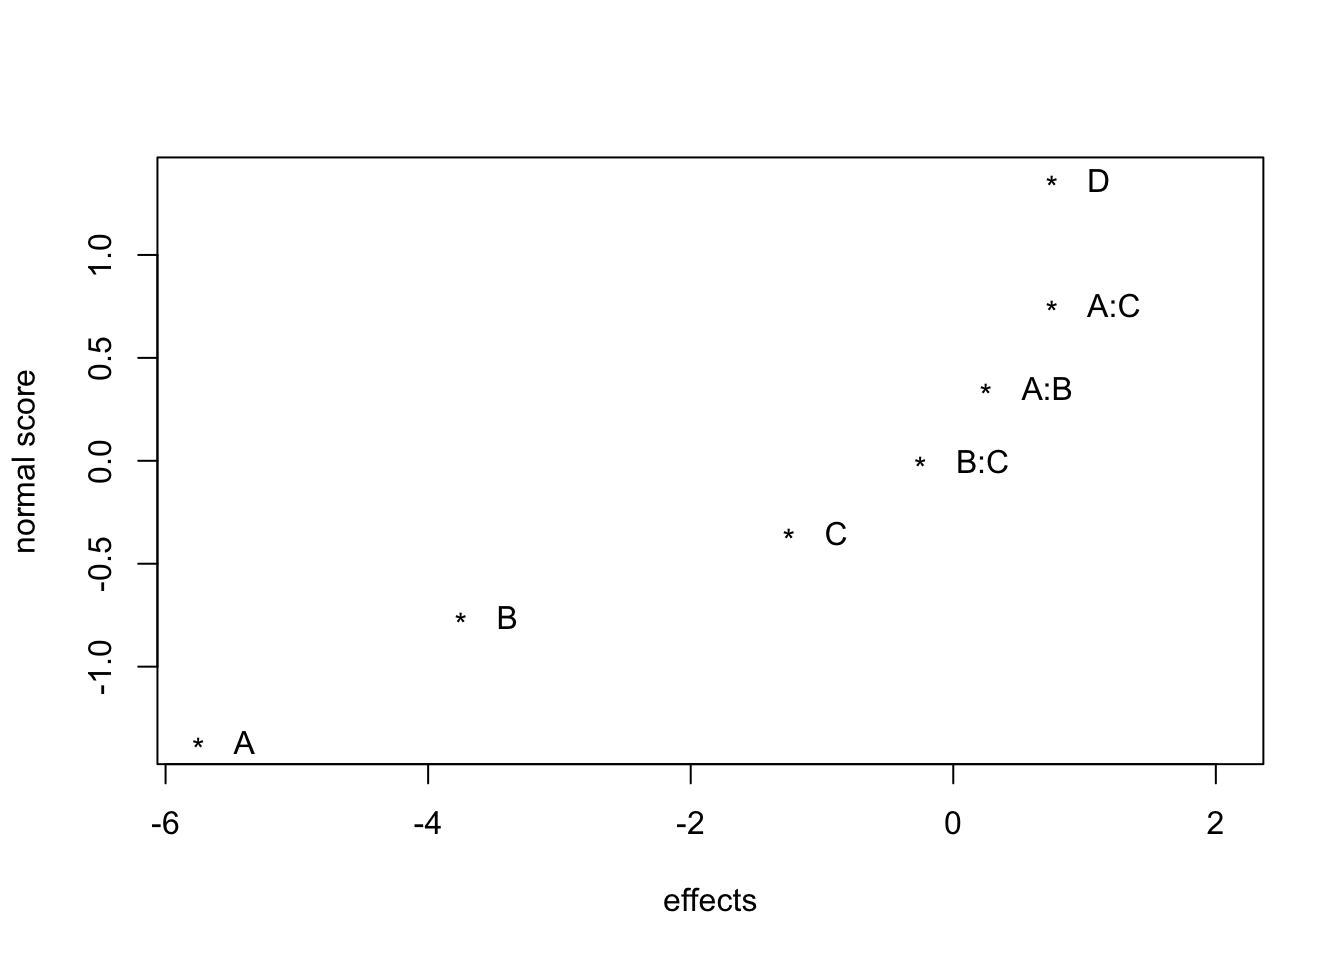 * D
1.0
* A:C
0.5
* A:B
normal score
0.0
* B:C
* C
-0.5
* B
-1.0
* A
-6 -4 -2 0 2
effects